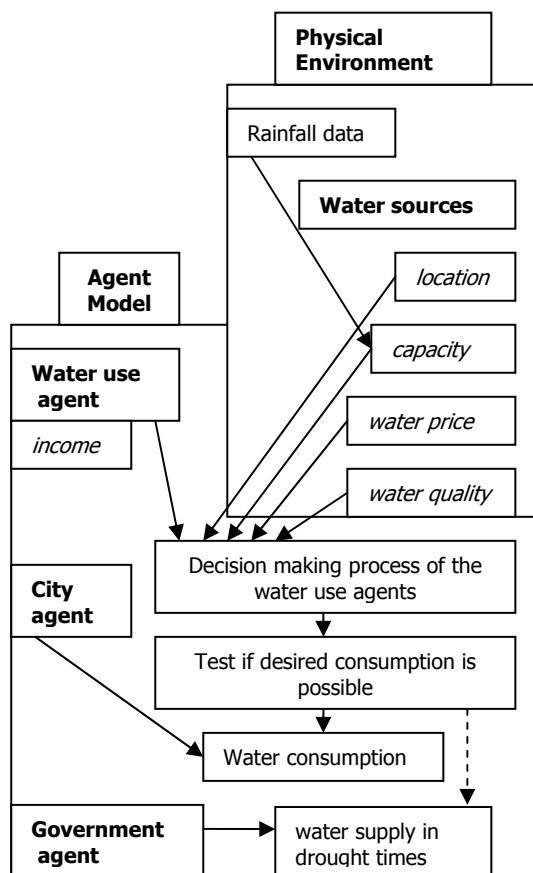 Physical
Environment
Rainfall data
Water sources
location
Agent
Model
capacity
Water use
agent
income
water price
water quality
Decision making process of the
water use agents
City
agent
Test if desired consumption is
possible
Water consumption
Government
agent
water supply in
drought times